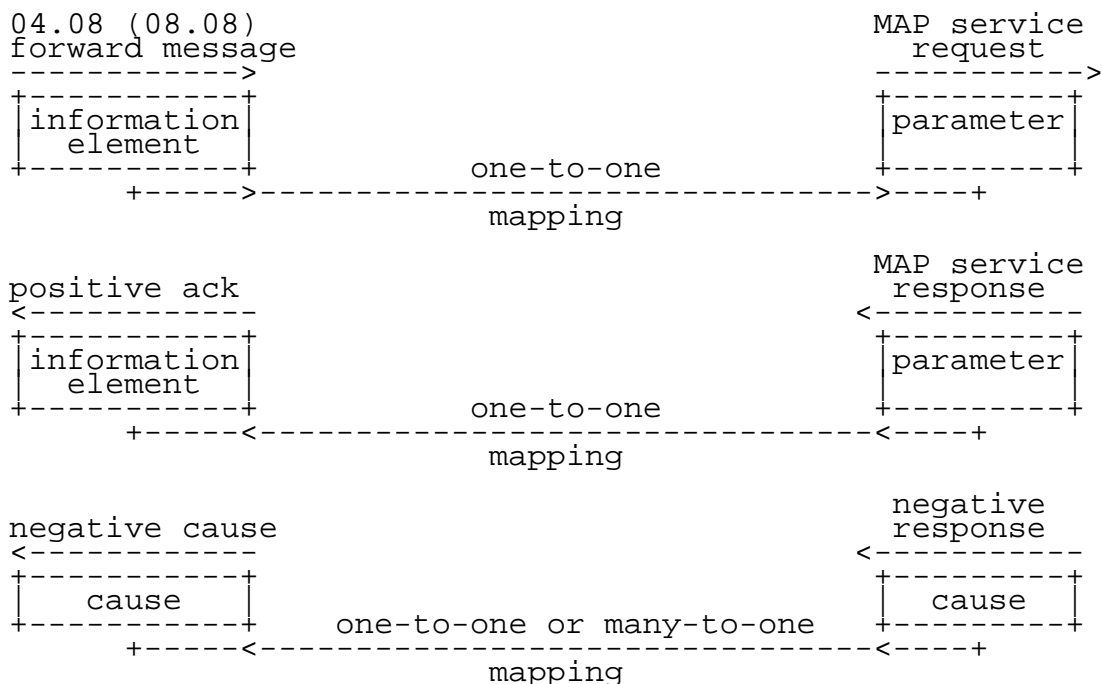 04.08 (08.08) MAP service
forward message request
------------> ----------->
+-----------+ +---------+
|information| |parameter|
| element | | |
+-----------+ one-to-one +---------+
+----->-------------------------------->----+
mapping
MAP service
positive ack response
<------------ <-----------
+-----------+ +---------+
|information| |parameter|
| element | | |
+-----------+ one-to-one +---------+
+-----<--------------------------------<----+
mapping
negative
negative cause response
<------------ <-----------
+-----------+ +---------+
| cause | | cause |
+-----------+ one-to-one or many-to-one +---------+
+-----<--------------------------------<----+
mapping